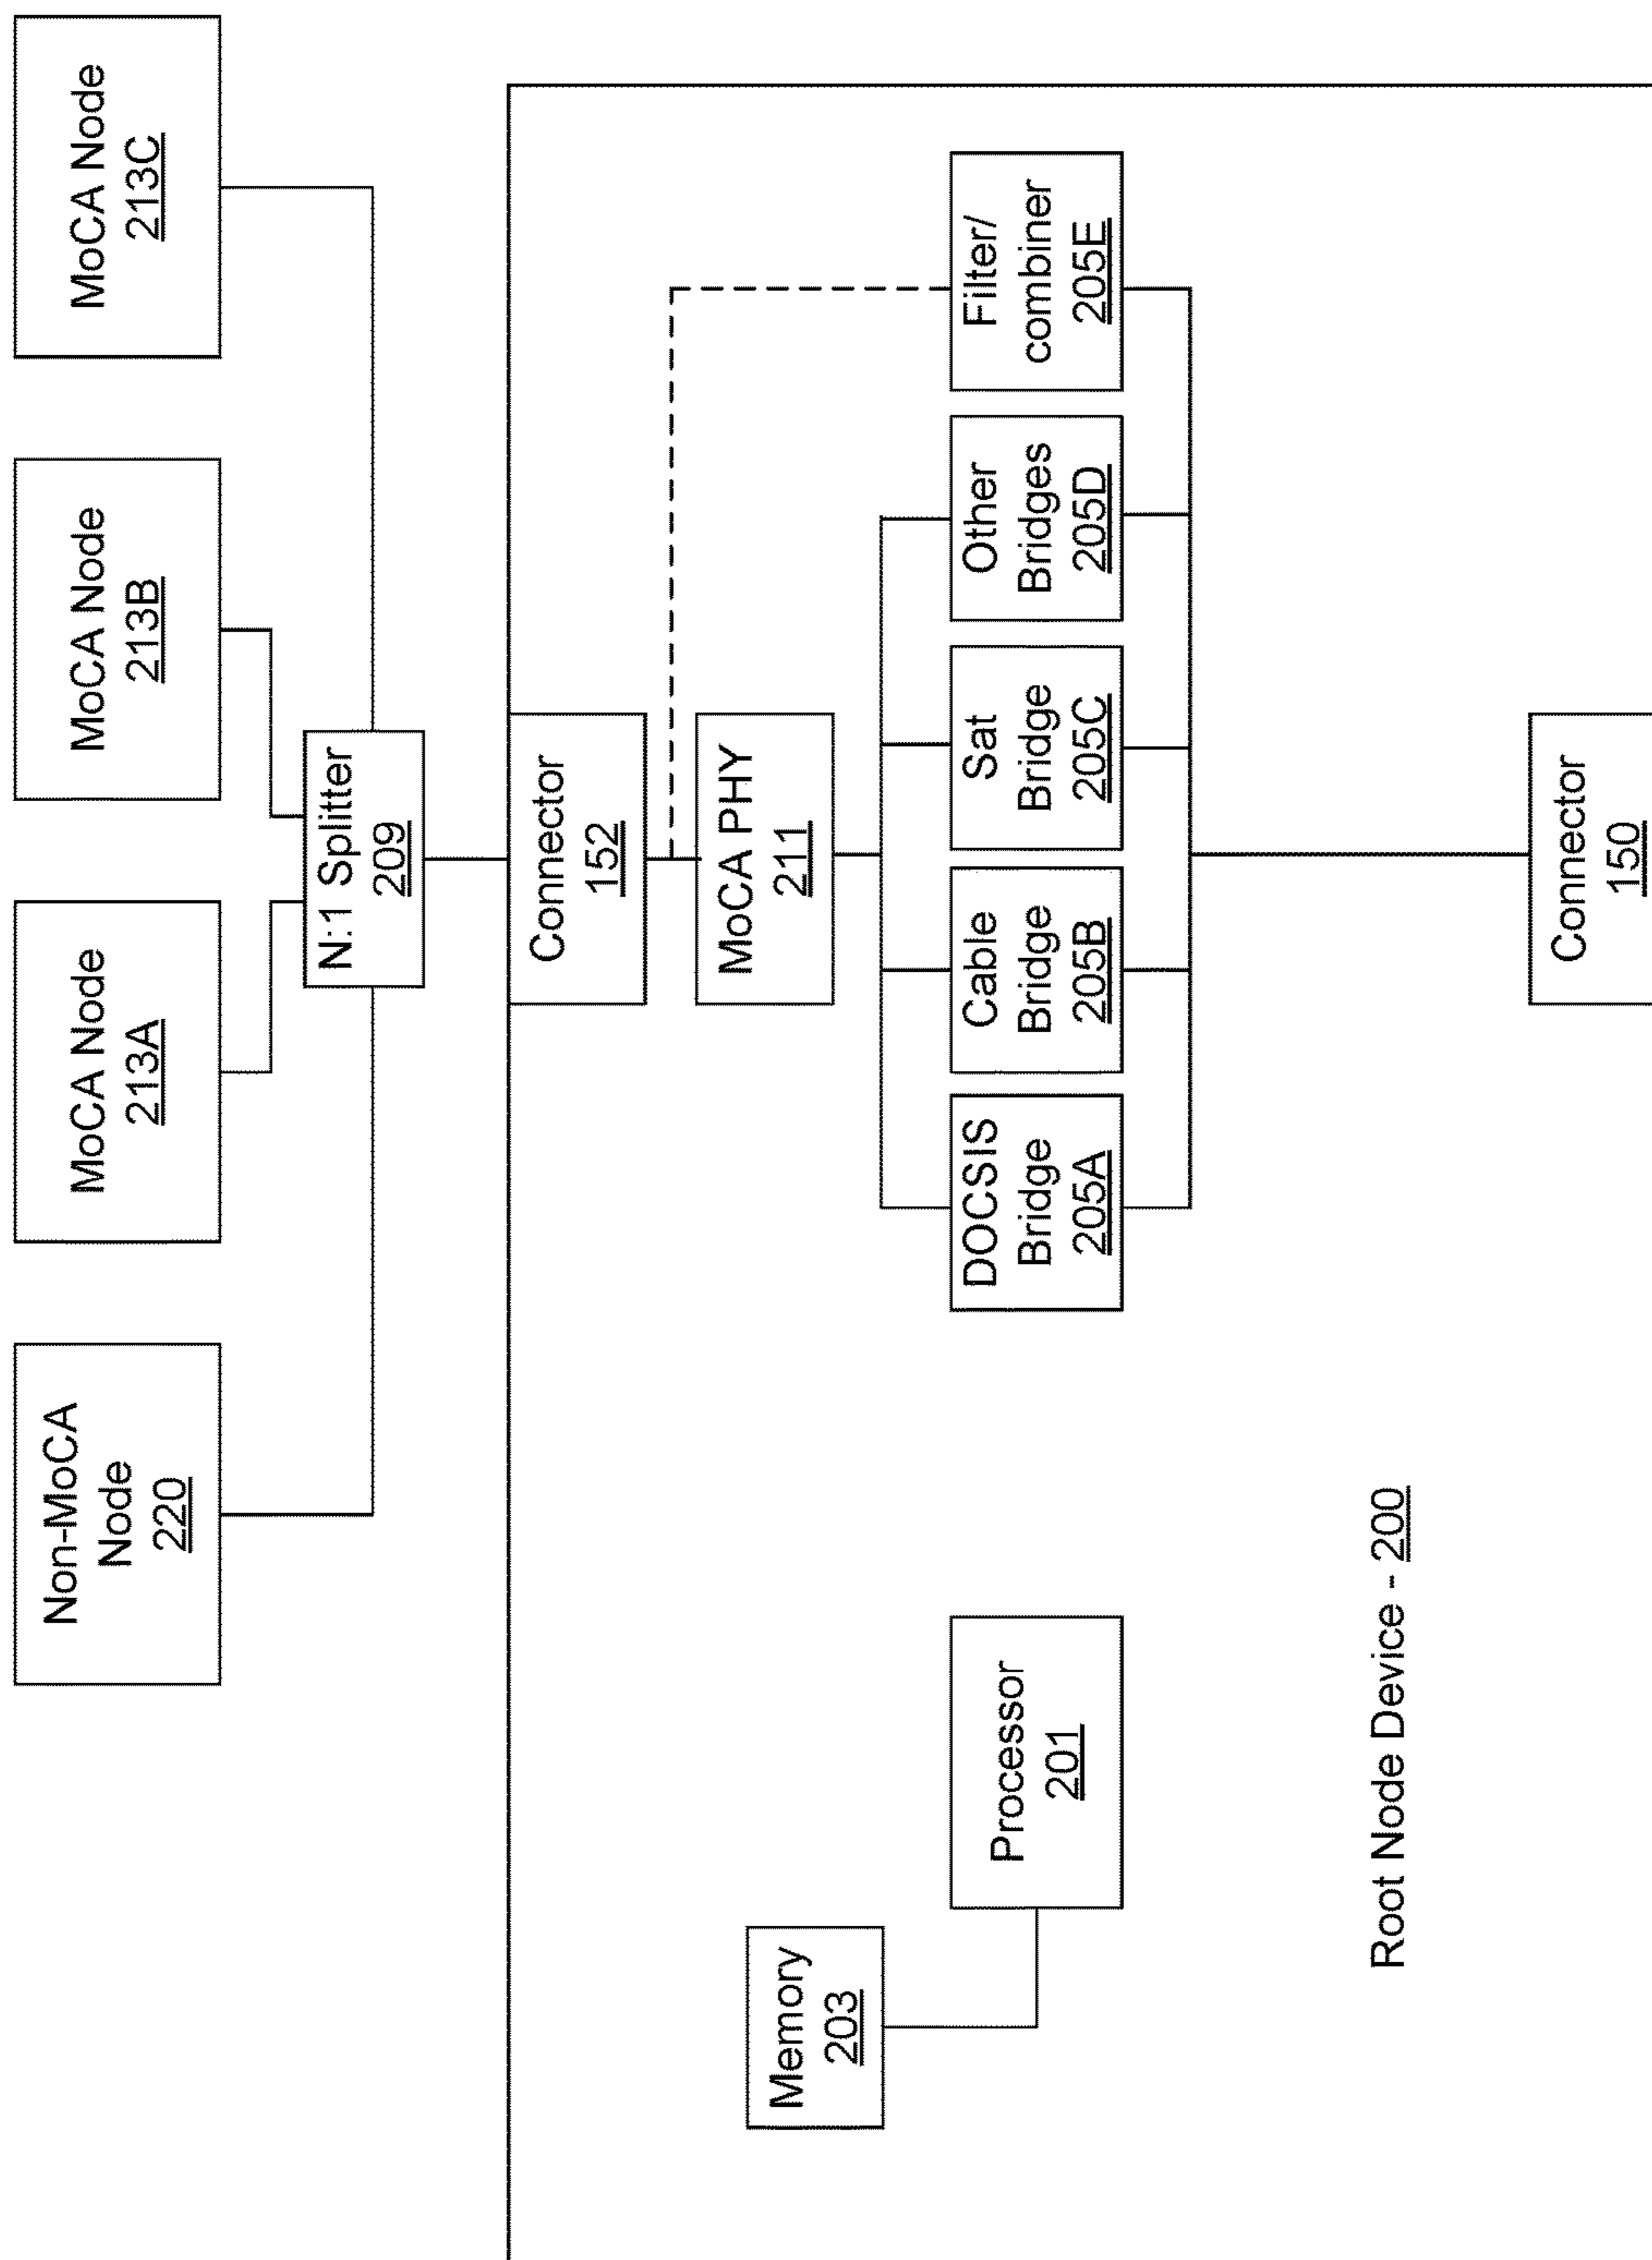 Non-MoCA
Node
220
MoCA Node
213A
MoCA Node
213B
MoCA Node
213C
N:1 Splitter
209
Connector
152
MoCA PHY
211
Memory
203
Processor
201
DOCSIS
Bridge
205A
Cable
Bridge
205B
Sat
Bridge
205C
Other
Bridges
205D
Filter/
combiner
205E
Root Node Device - 200
Connector
150